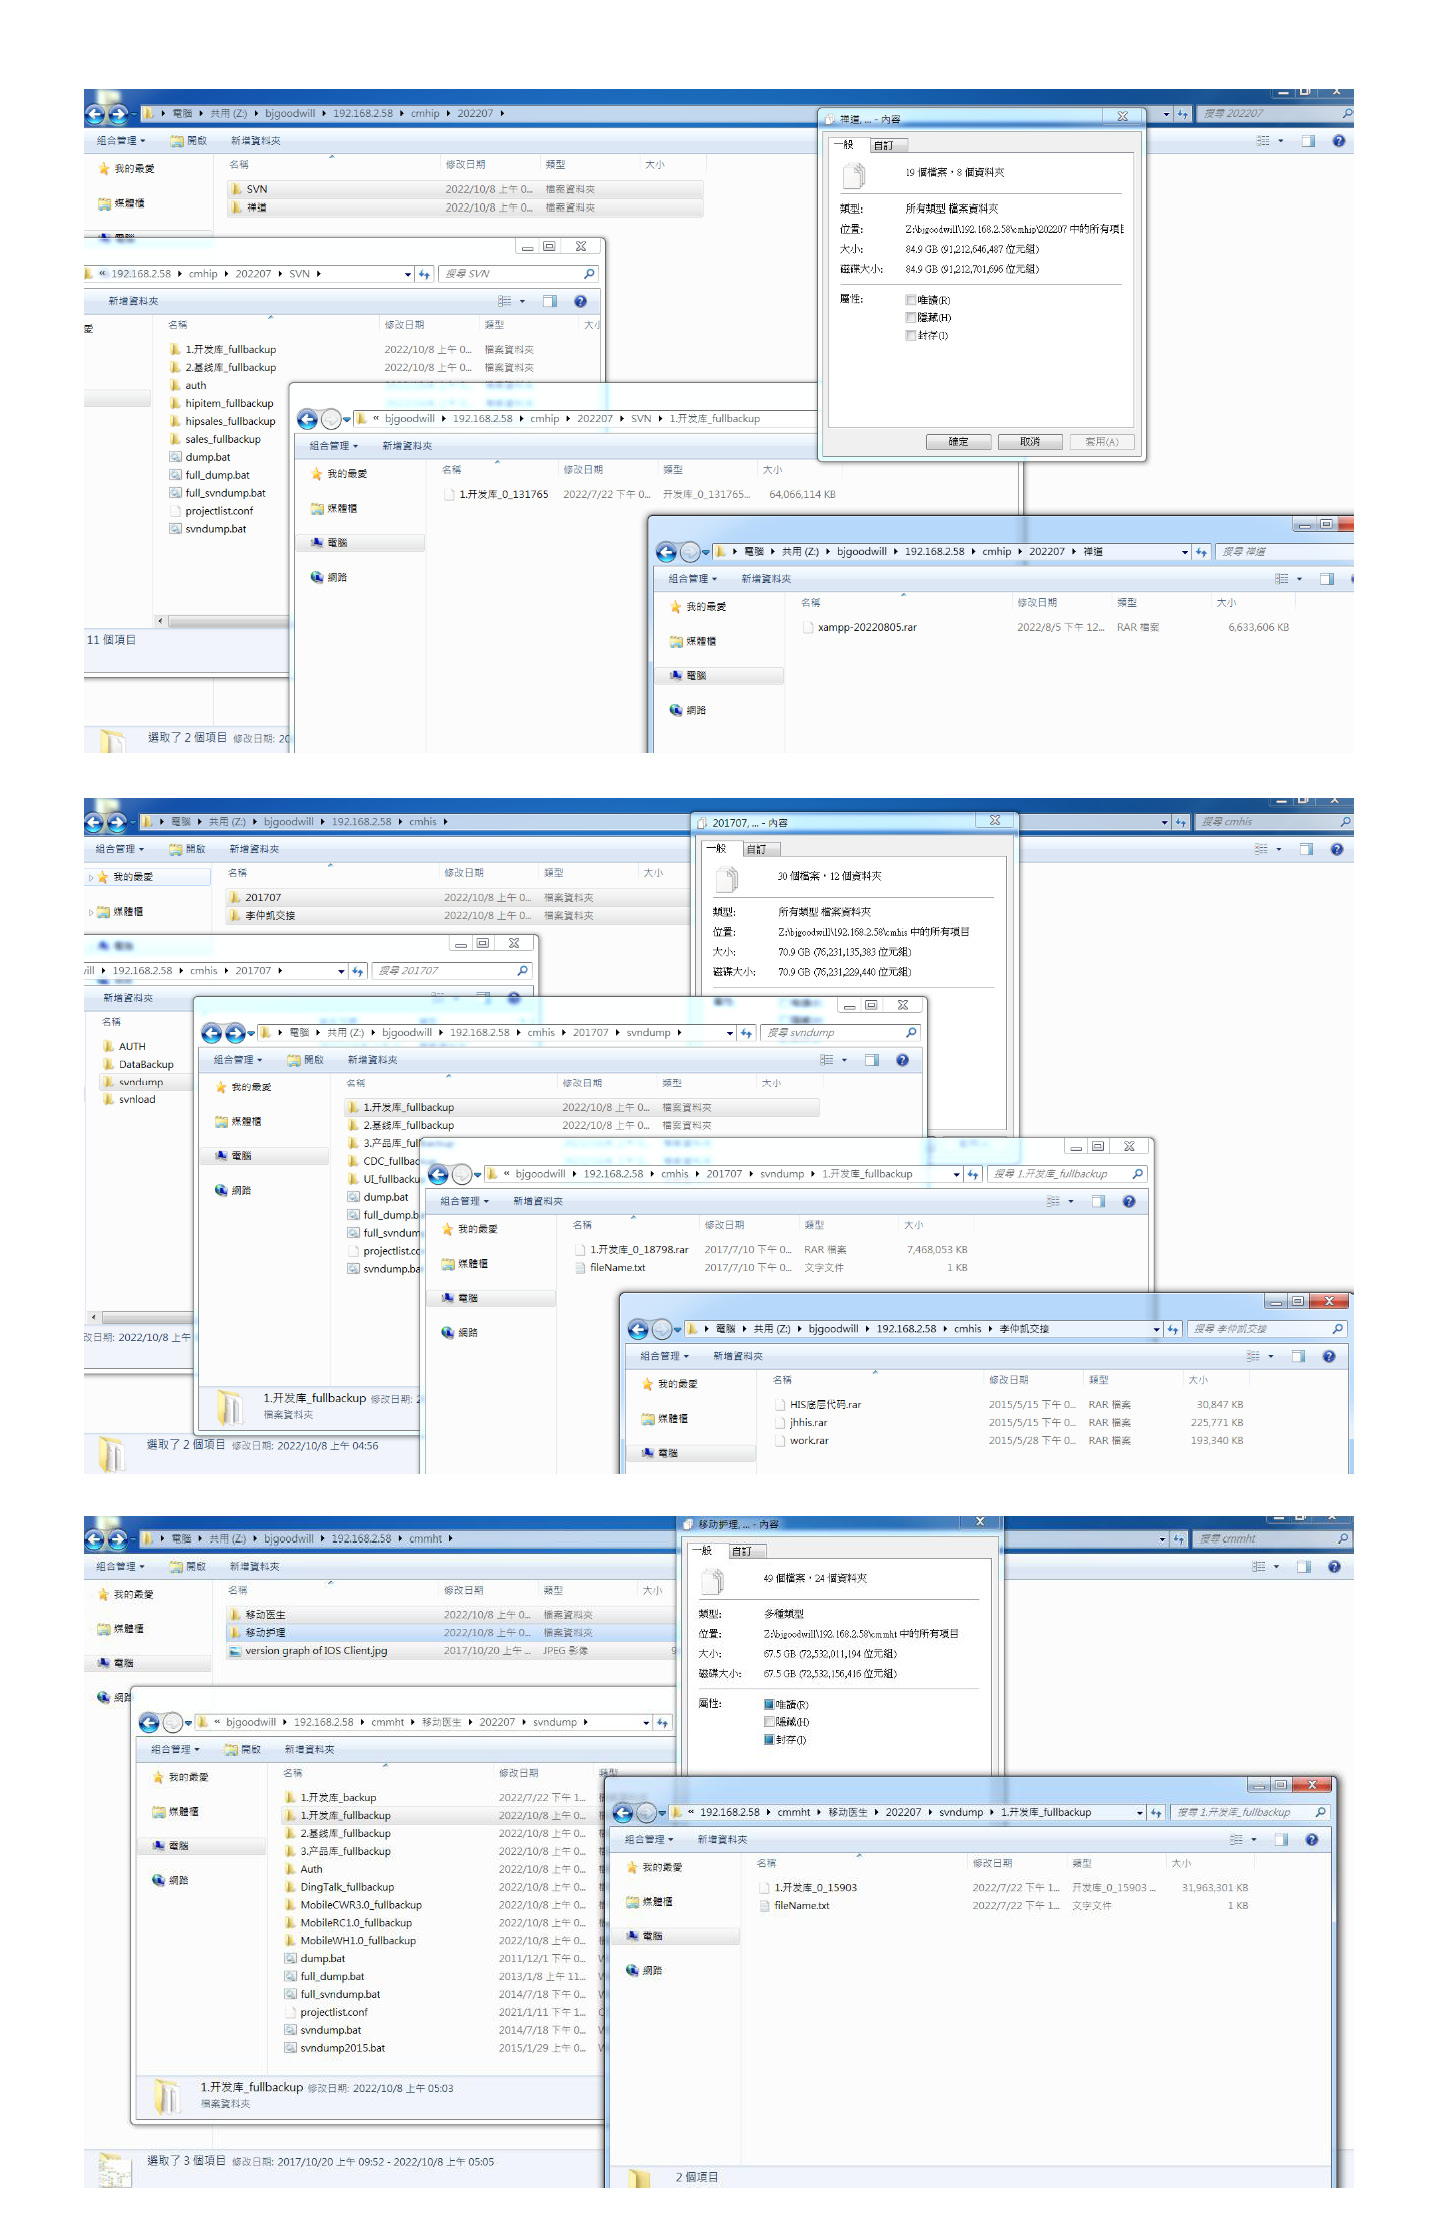 電腦 ▸ 共用 (Z:) ▸ bjgoodwill ▸ 192.168.2.58 ▸ cmhip ▸ 202207 ▸
搜尋 202207
組合管理 ▾ 開啟 新增資料夾
我的最愛
媒體櫃
電腦
名稱 修改日期 類型 大小
SVN 2022/10/8 上午 0... 檔案資料夾
禅道 2022/10/8 上午 0... 檔案資料夾
禅道, ... - 內容
一般 自訂
19 個檔案，8 個資料夾
類型: 所有類型 檔案資料夾
位置: Z:\bjgoodwill\192.168.2.58\cmhip\202207 中的所有項目
大小: 84.9 GB (91,212,646,487 位元組)
磁碟大小: 84.9 GB (91,212,701,696 位元組)
屬性: 唯讀(R)
隱藏(H)
封存(I)
確定 取消 套用(A)
« 192.168.2.58 ▸ cmhip ▸ 202207 ▸ SVN ▸ 搜尋 SVN
新增資料夾
名稱 修改日期 類型 大小
1.开发库_fullbackup 2022/10/8 上午 0... 檔案資料夾
2.基线库_fullbackup 2022/10/8 上午 0... 檔案資料夾
auth
hipitem_fullbackup
hipsales_fullbackup
sales_fullbackup
dump.bat
full_dump.bat
full_svndump.bat
projectlist.conf
svndump.bat
11 個項目
« bjgoodwill ▸ 192.168.2.58 ▸ cmhip ▸ 202207 ▸ SVN ▸ 1.开发库_fullbackup
組合管理 ▾ 新增資料夾
我的最愛
媒體櫃
電腦
網路
名稱 修改日期 類型 大小
1.开发库_0_131765 2022/7/22 下午 0... 开发库_0_131765... 64,066,114 KB
電腦 ▸ 共用 (Z:) ▸ bjgoodwill ▸ 192.168.2.58 ▸ cmhip ▸ 202207 ▸ 禅道 搜尋 禅道
組合管理 ▾ 新增資料夾
我的最愛
媒體櫃
電腦
網路
名稱 修改日期 類型 大小
xampp-20220805.rar 2022/8/5 下午 12... RAR 檔案 6,633,606 KB
選取了 2 個項目 修改日期: 20
電腦 ▸ 共用 (Z:) ▸ bjgoodwill ▸ 192.168.2.58 ▸ cmhis ▸
搜尋 cmhis
組合管理 ▾ 開啟 新增資料夾
我的最愛
媒體櫃
電腦
名稱 修改日期 類型 大小
201707 2022/10/8 上午 0... 檔案資料夾
李仲凯交接 2022/10/8 上午 0... 檔案資料夾
201707, ... - 內容
一般 自訂
30 個檔案，12 個資料夾
類型: 所有類型 檔案資料夾
位置: Z:\bjgoodwill\192.168.2.58\cmhis 中的所有項目
大小: 70.9 GB (76,231,135,383 位元組)
磁碟大小: 70.9 GB (76,231,229,440 位元組)
will ▸ 192.168.2.58 ▸ cmhis ▸ 201707 ▸ 搜尋 201707
新增資料夾
名稱
AUTH
DataBackup
svndump
svnload
改日期: 2022/10/8 上午
電腦 ▸ 共用 (Z:) ▸ bjgoodwill ▸ 192.168.2.58 ▸ cmhis ▸ 201707 ▸ svndump ▸ 搜尋 svndump
組合管理 ▾ 開啟 新增資料夾
我的最愛
媒體櫃
電腦
網路
名稱 修改日期 類型 大小
1.开发库_fullbackup 2022/10/8 上午 0... 檔案資料夾
2.基线库_fullbackup 2022/10/8 上午 0... 檔案資料夾
3.产品库_full
CDC_fullbac
UI_fullbacku
dump.bat
full_dump.b
full_svndum
projectlist.co
svndump.ba
1.开发库_fullbackup 修改日期: 2
檔案資料夾
« bjgoodwill ▸ 192.168.2.58 ▸ cmhis ▸ 201707 ▸ svndump ▸ 1.开发库_fullbackup 搜尋 1.开发库_fullbackup
組合管理 ▾ 新增資料夾
我的最愛
媒體櫃
電腦
網路
名稱 修改日期 類型 大小
1.开发库_0_18798.rar 2017/7/10 下午 0... RAR 檔案 7,468,053 KB
fileName.txt 2017/7/10 下午 0... 文字文件 1 KB
電腦 ▸ 共用 (Z:) ▸ bjgoodwill ▸ 192.168.2.58 ▸ cmhis ▸ 李仲凯交接 搜尋 李仲凯交接
組合管理 ▾ 新增資料夾
我的最愛
媒體櫃
電腦
名稱 修改日期 類型 大小
HIS底层代码.rar 2015/5/15 下午 0... RAR 檔案 30,847 KB
jhhis.rar 2015/5/15 下午 0... RAR 檔案 225,771 KB
work.rar 2015/5/28 下午 0... RAR 檔案 193,340 KB
選取了 2 個項目 修改日期: 2022/10/8 上午 04:56
電腦 ▸ 共用 (Z:) ▸ bjgoodwill ▸ 192.168.2.58 ▸ cmmht ▸
搜尋 cmmht
組合管理 ▾ 開啟 新增資料夾
我的最愛
媒體櫃
電腦
網路
名稱 修改日期 類型 大小
移动医生 2022/10/8 上午 0... 檔案資料夾
移动护理 2022/10/8 上午 0... 檔案資料夾
version graph of IOS Client.jpg 2017/10/20 上午 ... JPEG 影像 9
移动护理, ... - 內容
一般 自訂
49 個檔案，24 個資料夾
類型: 多種類型
位置: Z:\bjgoodwill\192.168.2.58\cmmht 中的所有項目
大小: 67.5 GB (72,532,011,194 位元組)
磁碟大小: 67.5 GB (72,532,156,416 位元組)
屬性: 唯讀(R)
隱藏(H)
封存(I)
« bjgoodwill ▸ 192.168.2.58 ▸ cmmht ▸ 移动医生 ▸ 202207 ▸ svndump ▸
組合管理 ▾ 開啟 新增資料夾
我的最愛
媒體櫃
電腦
網路
名稱 修改日期 類型
1.开发库_backup 2022/7/22 下午 1...
1.开发库_fullbackup 2022/10/8 上午 0...
2.基线库_fullbackup 2022/10/8 上午 0...
3.产品库_fullbackup 2022/10/8 上午 0...
Auth 2022/10/8 上午 0...
DingTalk_fullbackup 2022/10/8 上午 0...
MobileCWR3.0_fullbackup 2022/10/8 上午 0...
MobileRC1.0_fullbackup 2022/10/8 上午 0...
MobileWH1.0_fullbackup 2022/10/8 上午 0...
dump.bat 2011/12/1 下午 0...
full_dump.bat 2013/1/8 上午 11...
full_svndump.bat 2014/7/18 下午 0...
projectlist.conf 2021/1/11 下午 1...
svndump.bat 2014/7/18 下午 0...
svndump2015.bat 2015/1/29 上午 0...
1.开发库_fullbackup 修改日期: 2022/10/8 上午 05:03
檔案資料夾
« 192.168.2.58 ▸ cmmht ▸ 移动医生 ▸ 202207 ▸ svndump ▸ 1.开发库_fullbackup 搜尋 1.开发库_fullbackup
組合管理 ▾ 新增資料夾
我的最愛
媒體櫃
電腦
網路
名稱 修改日期 類型 大小
1.开发库_0_15903 2022/7/22 下午 1... 开发库_0_15903 ... 31,963,301 KB
fileName.txt 2022/7/22 下午 1... 文字文件 1 KB
2 個項目
選取了 3 個項目 修改日期: 2017/10/20 上午 09:52 - 2022/10/8 上午 05:05